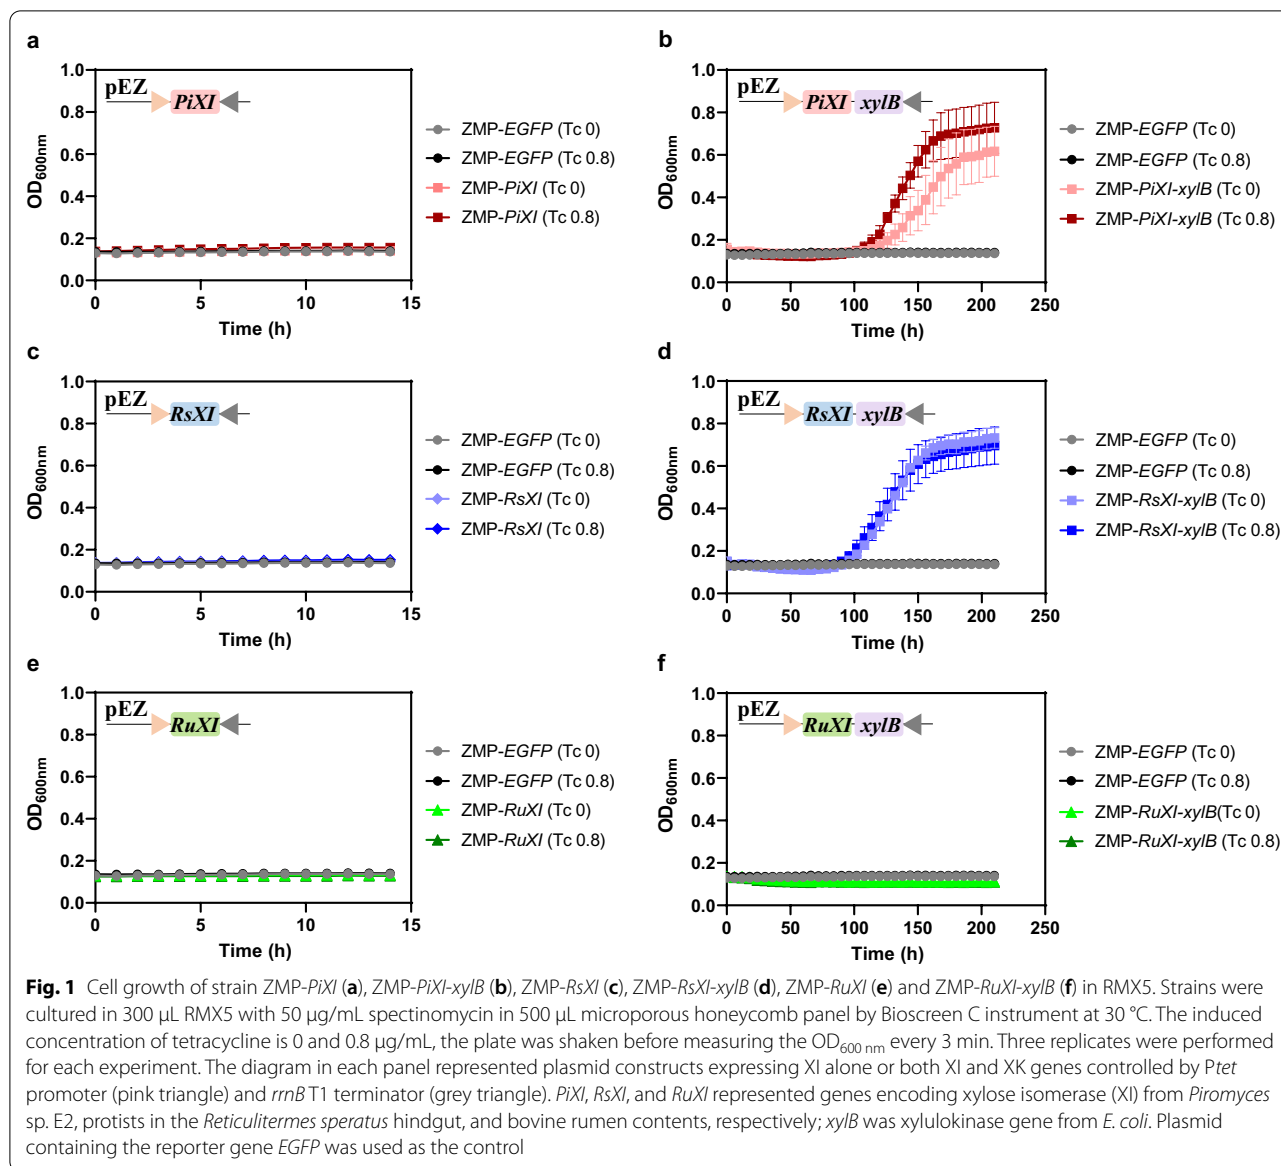 a
1.0
0.8
0.6
0.4
0.2
0.0
OD600nm
pEZ
PiXI
0 5 10 15
Time (h)
ZMP-EGFP (Tc 0)
ZMP-EGFP (Tc 0.8)
ZMP-PiXI (Tc 0)
ZMP-PiXI (Tc 0.8)
b
1.0
0.8
0.6
0.4
0.2
0.0
OD600nm
pEZ
PiXI xylB
0 50 100 150 200 250
Time (h)
ZMP-EGFP (Tc 0)
ZMP-EGFP (Tc 0.8)
ZMP-PiXI-xylB (Tc 0)
ZMP-PiXI-xylB (Tc 0.8)
c
1.0
0.8
0.6
0.4
0.2
0.0
OD600nm
pEZ
RsXI
0 5 10 15
Time (h)
ZMP-EGFP (Tc 0)
ZMP-EGFP (Tc 0.8)
ZMP-RsXI (Tc 0)
ZMP-RsXI (Tc 0.8)
d
1.0
0.8
0.6
0.4
0.2
0.0
OD600nm
pEZ
RsXI xylB
0 50 100 150 200 250
Time (h)
ZMP-EGFP (Tc 0)
ZMP-EGFP (Tc 0.8)
ZMP-RsXI-xylB (Tc 0)
ZMP-RsXI-xylB (Tc 0.8)
e
1.0
0.8
0.6
0.4
0.2
0.0
OD600nm
pEZ
RuXI
0 5 10 15
Time (h)
ZMP-EGFP (Tc 0)
ZMP-EGFP (Tc 0.8)
ZMP-RuXI (Tc 0)
ZMP-RuXI (Tc 0.8)
f
1.0
0.8
0.6
0.4
0.2
0.0
OD600nm
pEZ
RuXI xylB
0 50 100 150 200 250
Time (h)
ZMP-EGFP (Tc 0)
ZMP-EGFP (Tc 0.8)
ZMP-RuXI-xylB(Tc 0)
ZMP-RuXI-xylB (Tc 0.8)
Fig. 1 Cell growth of strain ZMP-PiXI (a), ZMP-PiXI-xylB (b), ZMP-RsXI (c), ZMP-RsXI-xylB (d), ZMP-RuXI (e) and ZMP-RuXI-xylB (f) in RMX5. Strains were
cultured in 300 µL RMX5 with 50 µg/mL spectinomycin in 500 µL microporous honeycomb panel by Bioscreen C instrument at 30 °C. The induced
concentration of tetracycline is 0 and 0.8 µg/mL, the plate was shaken before measuring the OD600 nm every 3 min. Three replicates were performed
for each experiment. The diagram in each panel represented plasmid constructs expressing XI alone or both XI and XK genes controlled by Ptet
promoter (pink triangle) and rrnB T1 terminator (grey triangle). PiXI, RsXI, and RuXI represented genes encoding xylose isomerase (XI) from Piromyces
sp. E2, protists in the Reticulitermes speratus hindgut, and bovine rumen contents, respectively; xylB was xylulokinase gene from E. coli. Plasmid
containing the reporter gene EGFP was used as the control